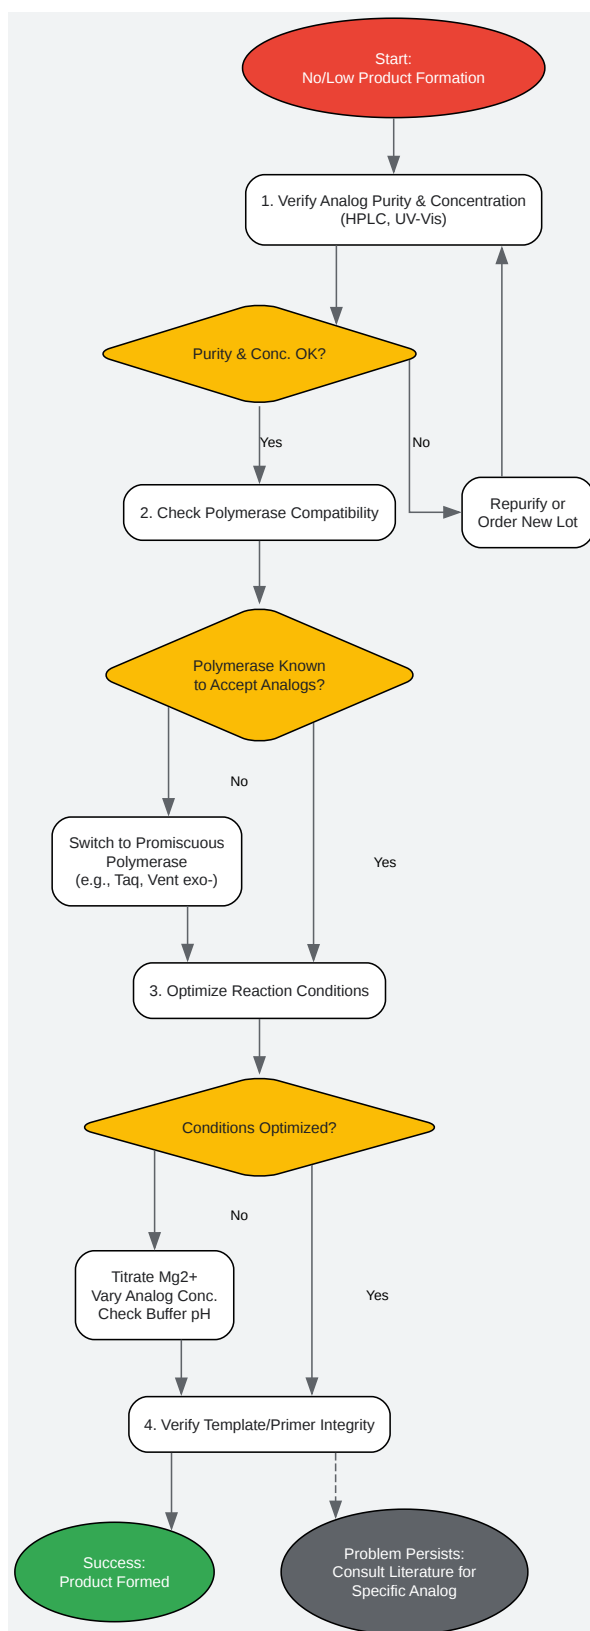 Start:
No/Low Product Formation
1. Verify Analog Purity & Concentration
(HPLC, UV-Vis)
Purity & Conc. OK?
Yes
No
2. Check Polymerase Compatibility
Repurify or
Order New Lot
Polymerase Known
to Accept Analogs?
No
Switch to Promiscuous
Polymerase
(e.g., Taq, Vent exo-)
Yes
3. Optimize Reaction Conditions
Conditions Optimized?
No
Titrate Mg2+
Vary Analog Conc.
Check Buffer pH
Yes
4. Verify Template/Primer Integrity
Success:
Product Formed
Problem Persists:
Consult Literature for
Specific Analog